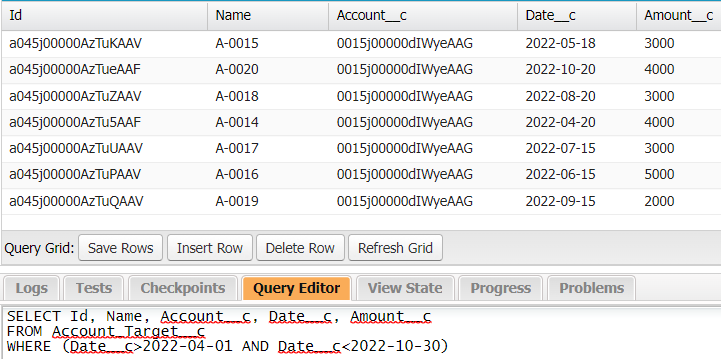 Id Name Account__c Date__c Amount__c
a045j00000AzTuKAAV A-0015 0015j00000dIWyeAAG 2022-05-18 3000
a045j00000AzTueAAF A-0020 0015j00000dIWyeAAG 2022-10-20 4000
a045j00000AzTuZAAV A-0018 0015j00000dIWyeAAG 2022-08-20 3000
a045j00000AzTu5AAF A-0014 0015j00000dIWyeAAG 2022-04-20 4000
a045j00000AzTuUAAV A-0017 0015j00000dIWyeAAG 2022-07-15 3000
a045j00000AzTuPAAV A-0016 0015j00000dIWyeAAG 2022-06-15 5000
a045j00000AzTuQAAV A-0019 0015j00000dIWyeAAG 2022-09-15 2000
Query Grid: Save Rows Insert Row Delete Row Refresh Grid
Logs Tests Checkpoints Query Editor View State Progress Problems
SELECT Id, Name, Account__c, Date__c, Amount__c
FROM Account_Target__c
WHERE (Date__c>2022-04-01 AND Date__c<2022-10-30)